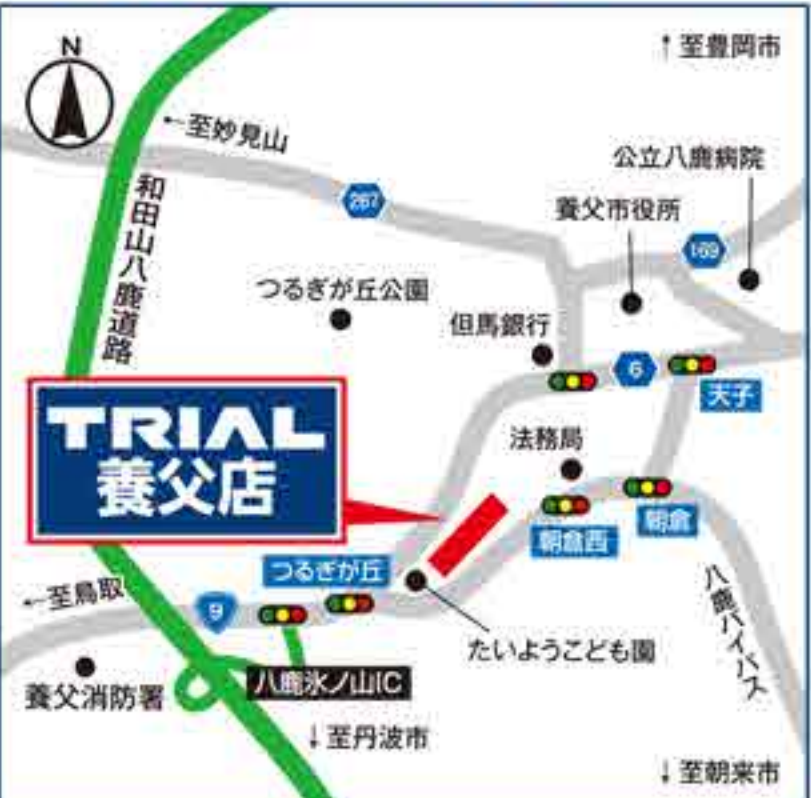 N
↑至豊岡市
←至妙見山
公立八鹿病院
267
養父市役所
和田山八鹿道路
169
つるぎが丘公園
但馬銀行
6
天子
TRIAL
養父店
法務局
朝倉西
朝倉
つるぎが丘
←至鳥取
9
八鹿バイパス
たいようこども園
養父消防署
八鹿氷ノ山IC
↓至丹波市
↓至朝来市